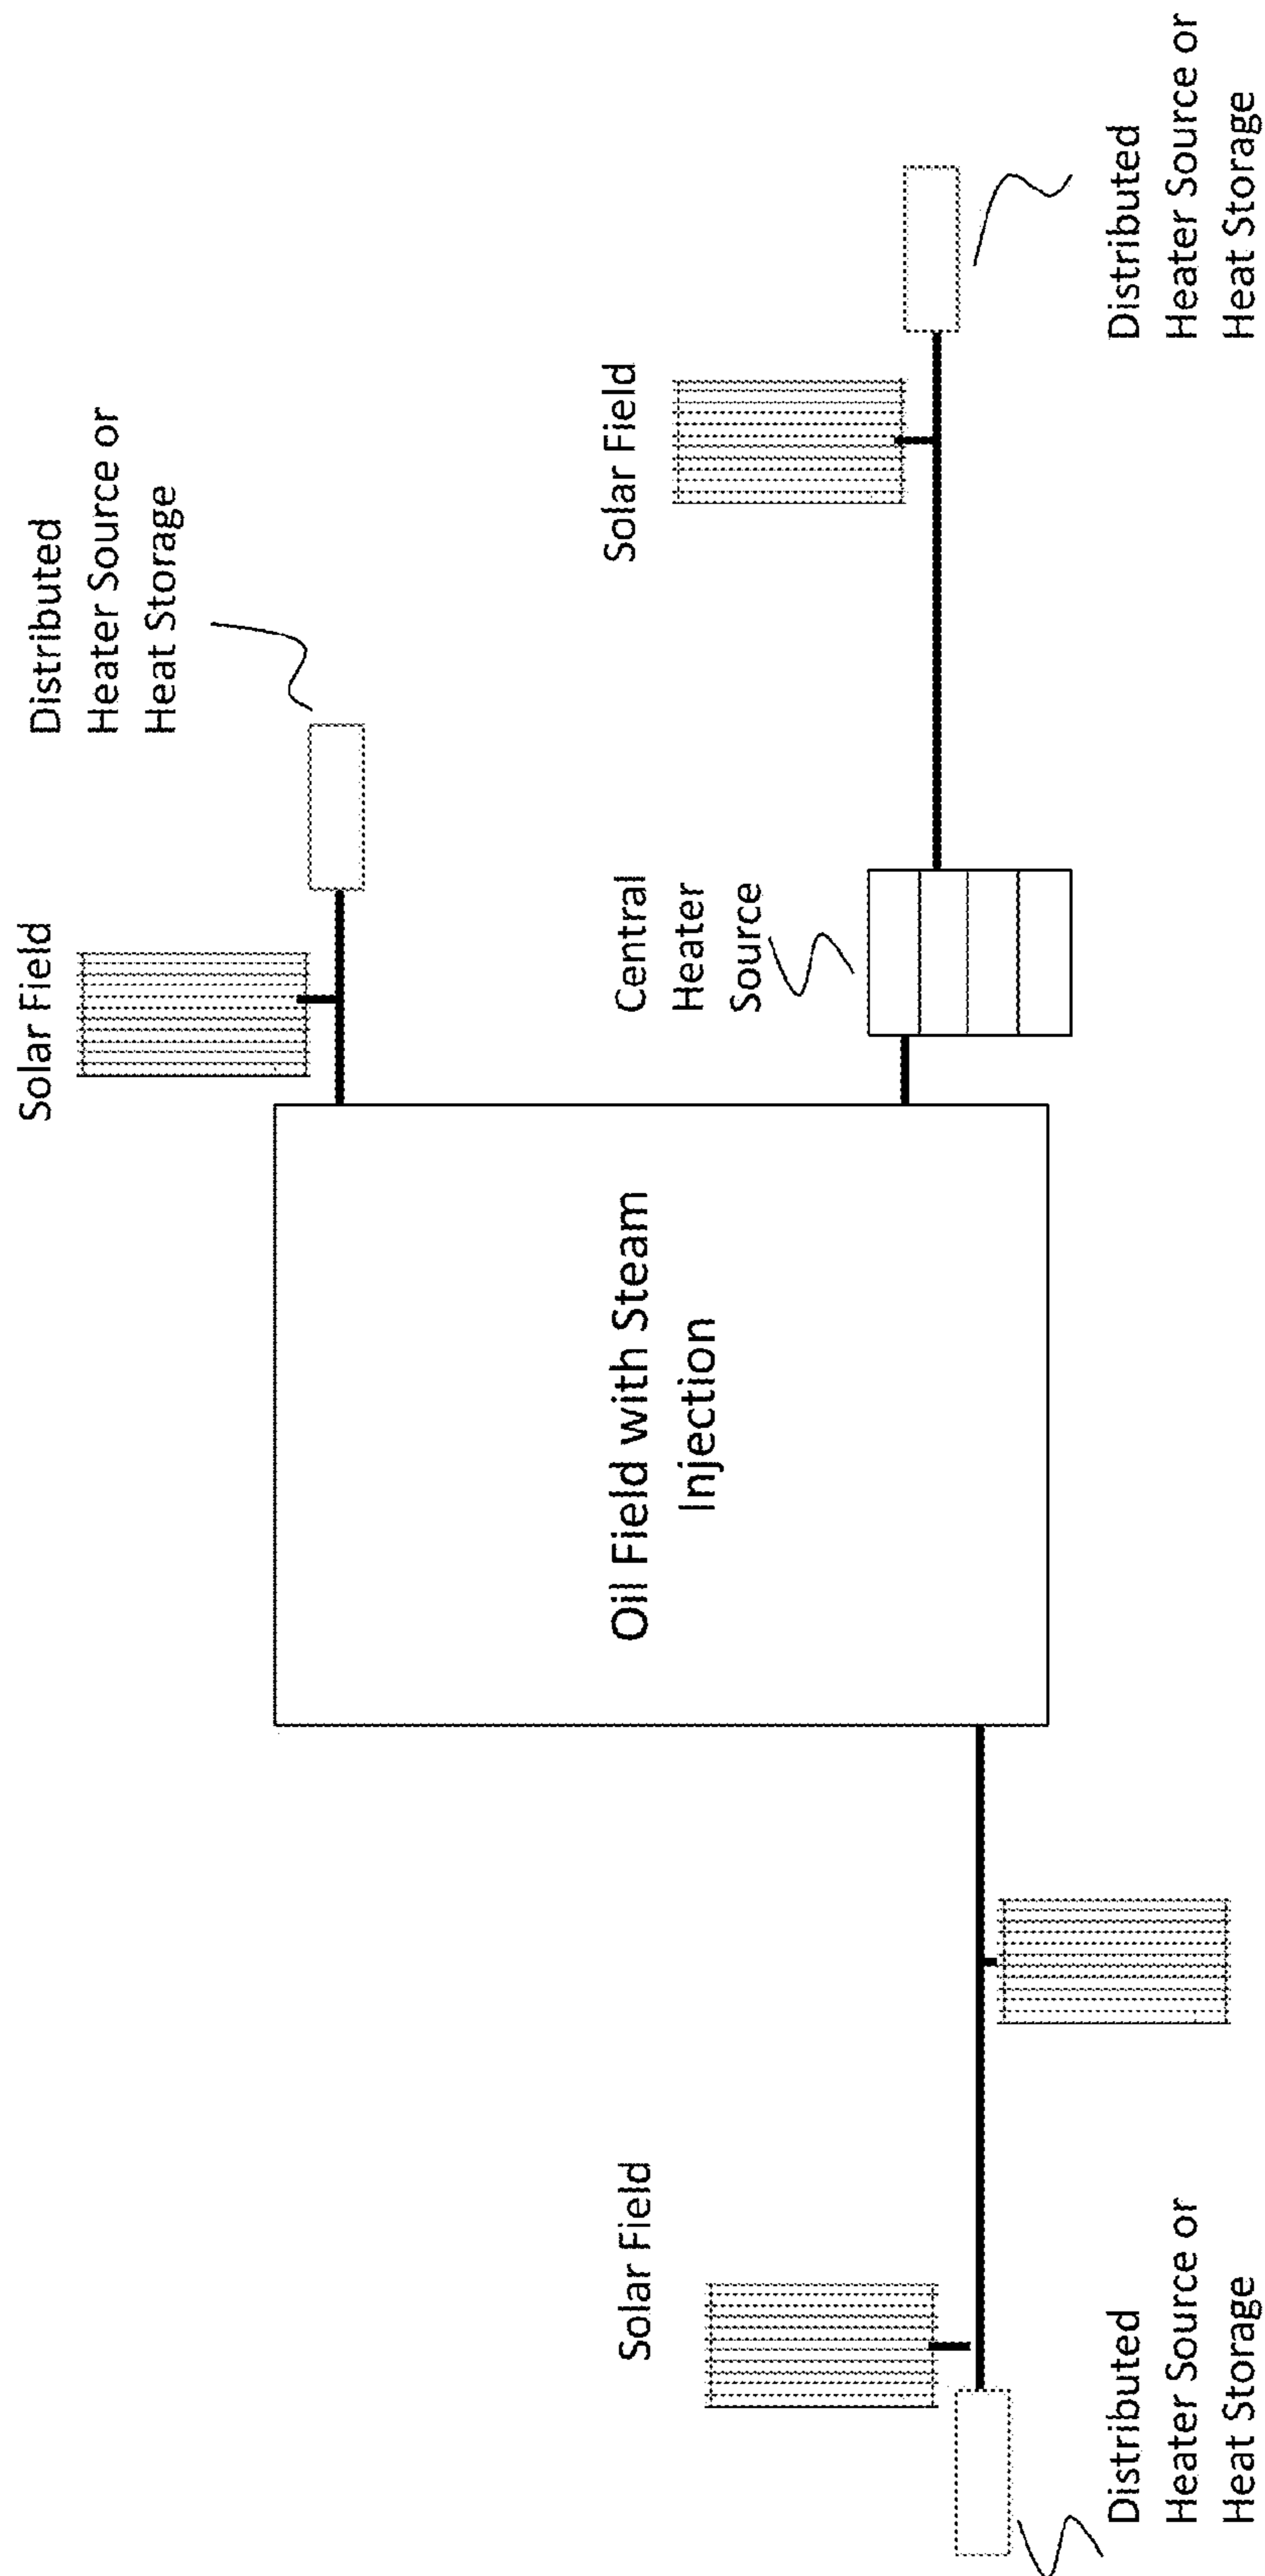 Solar Field
Distributed
Heater Source or
Heat Storage
Solar Field
Oil Field with Steam
Injection
Central
Heater
Source
Solar Field
Distributed
Heater Source or
Heat Storage
Distributed
Heater Source or
Heat Storage